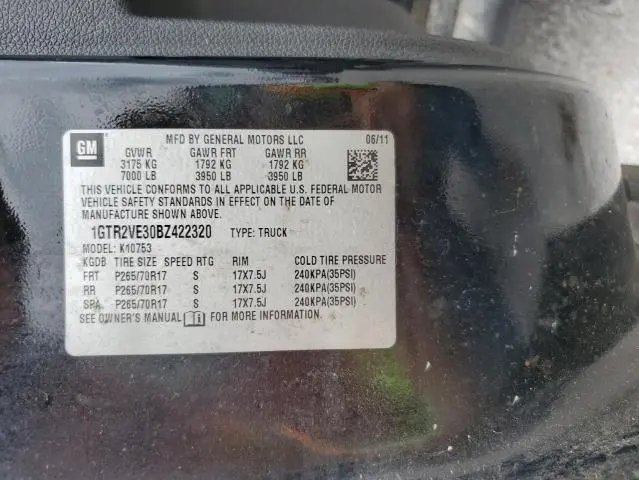 GM
MFD BY GENERAL MOTORS LLC 06/11
GVWR GAWR FRT GAWR RR
3175 KG 1792 KG 1792 KG
7000 LB 3950 LB 3950 LB
THIS VEHICLE CONFORMS TO ALL APPLICABLE U.S. FEDERAL MOTOR
VEHICLE SAFETY STANDARDS IN EFFECT ON THE DATE OF
MANUFACTURE SHOWN ABOVE.
1GTR2VE30BZ422320 TYPE: TRUCK
MODEL: K10753
KGDB TIRE SIZE SPEED RTG RIM COLD TIRE PRESSURE
FRT P265/70R17 S 17X7.5J 240KPA(35PSI)
RR P265/70R17 S 17X7.5J 240KPA(35PSI)
SPA P265/70R17 S 17X7.5J 240KPA(35PSI)
SEE OWNER'S MANUAL FOR MORE INFORMATION.